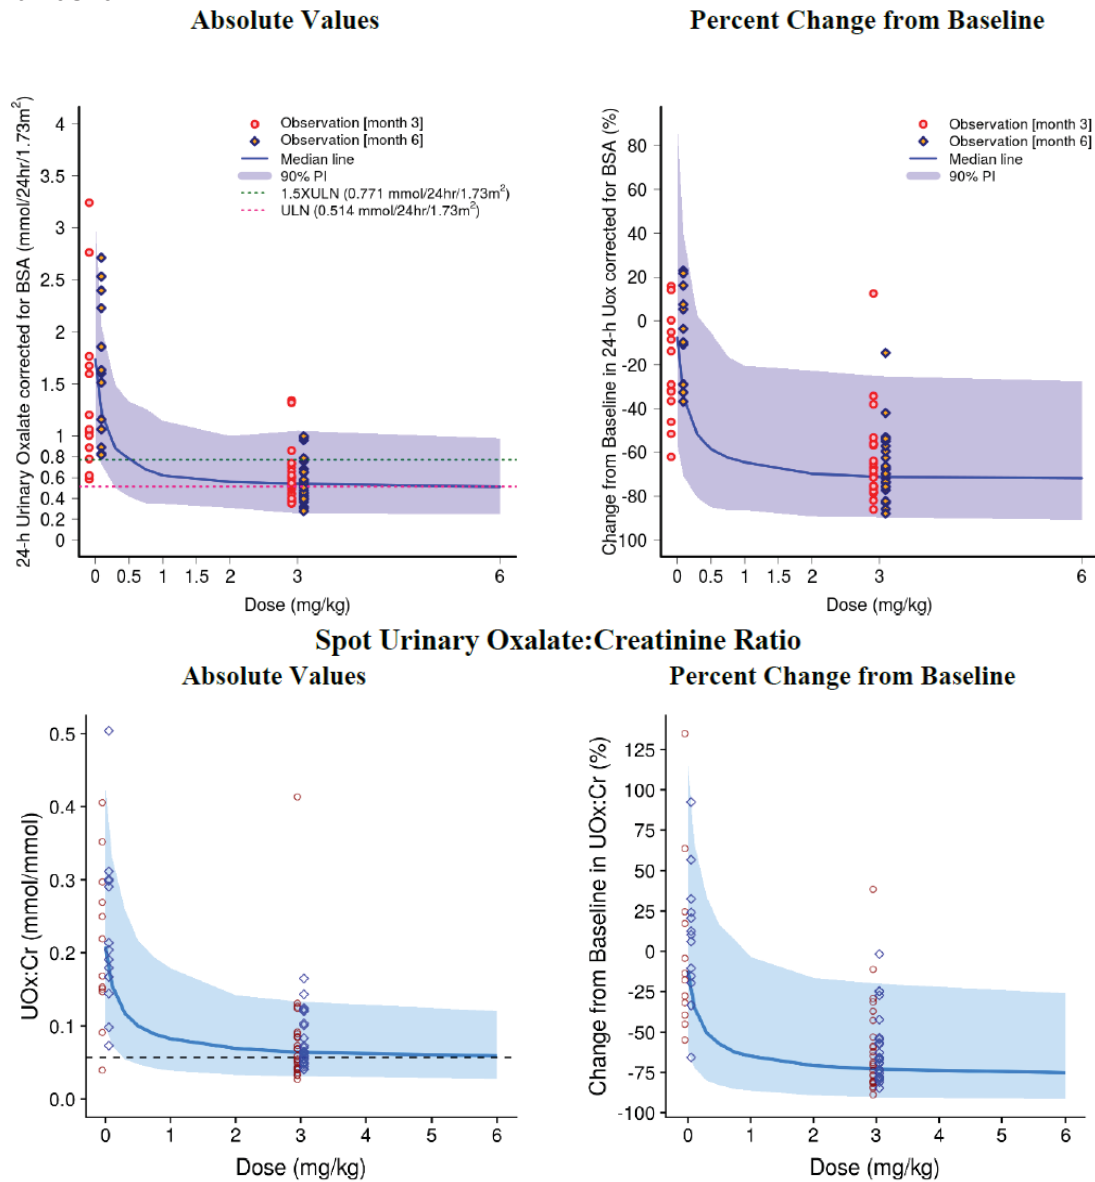 Absolute Values
Percent Change from Baseline
24-h Urinary Oxalate corrected for BSA (mmol/24hr/1.73m²)
4
3.5
3
2.5
2
1.5
1
0.8
0.6
0.4
0.2
0
Observation [month 3]
Observation [month 6]
Median line
90% PI
1.5XULN (0.771 mmol/24hr/1.73m²)
ULN (0.514 mmol/24hr/1.73m²)
0 0.5 1 1.5 2 3 6
Dose (mg/kg)
Change from Baseline in 24-h Uox corrected for BSA (%)
80
60
40
20
0
-20
-40
-60
-80
100
Observation [month 3]
Observation [month 6]
Median line
90% PI
0 0.5 1 1.5 2 3 6
Dose (mg/kg)
Spot Urinary Oxalate:Creatinine Ratio
Absolute Values
Percent Change from Baseline
UOx:Cr (mmol/mmol)
0.5
0.4
0.3
0.2
0.1
0.0
0 1 2 3 4 5 6
Dose (mg/kg)
Change from Baseline in UOx:Cr (%)
125
100
75
50
25
0
-25
-50
-75
-100
0 1 2 3 4 5 6
Dose (mg/kg)